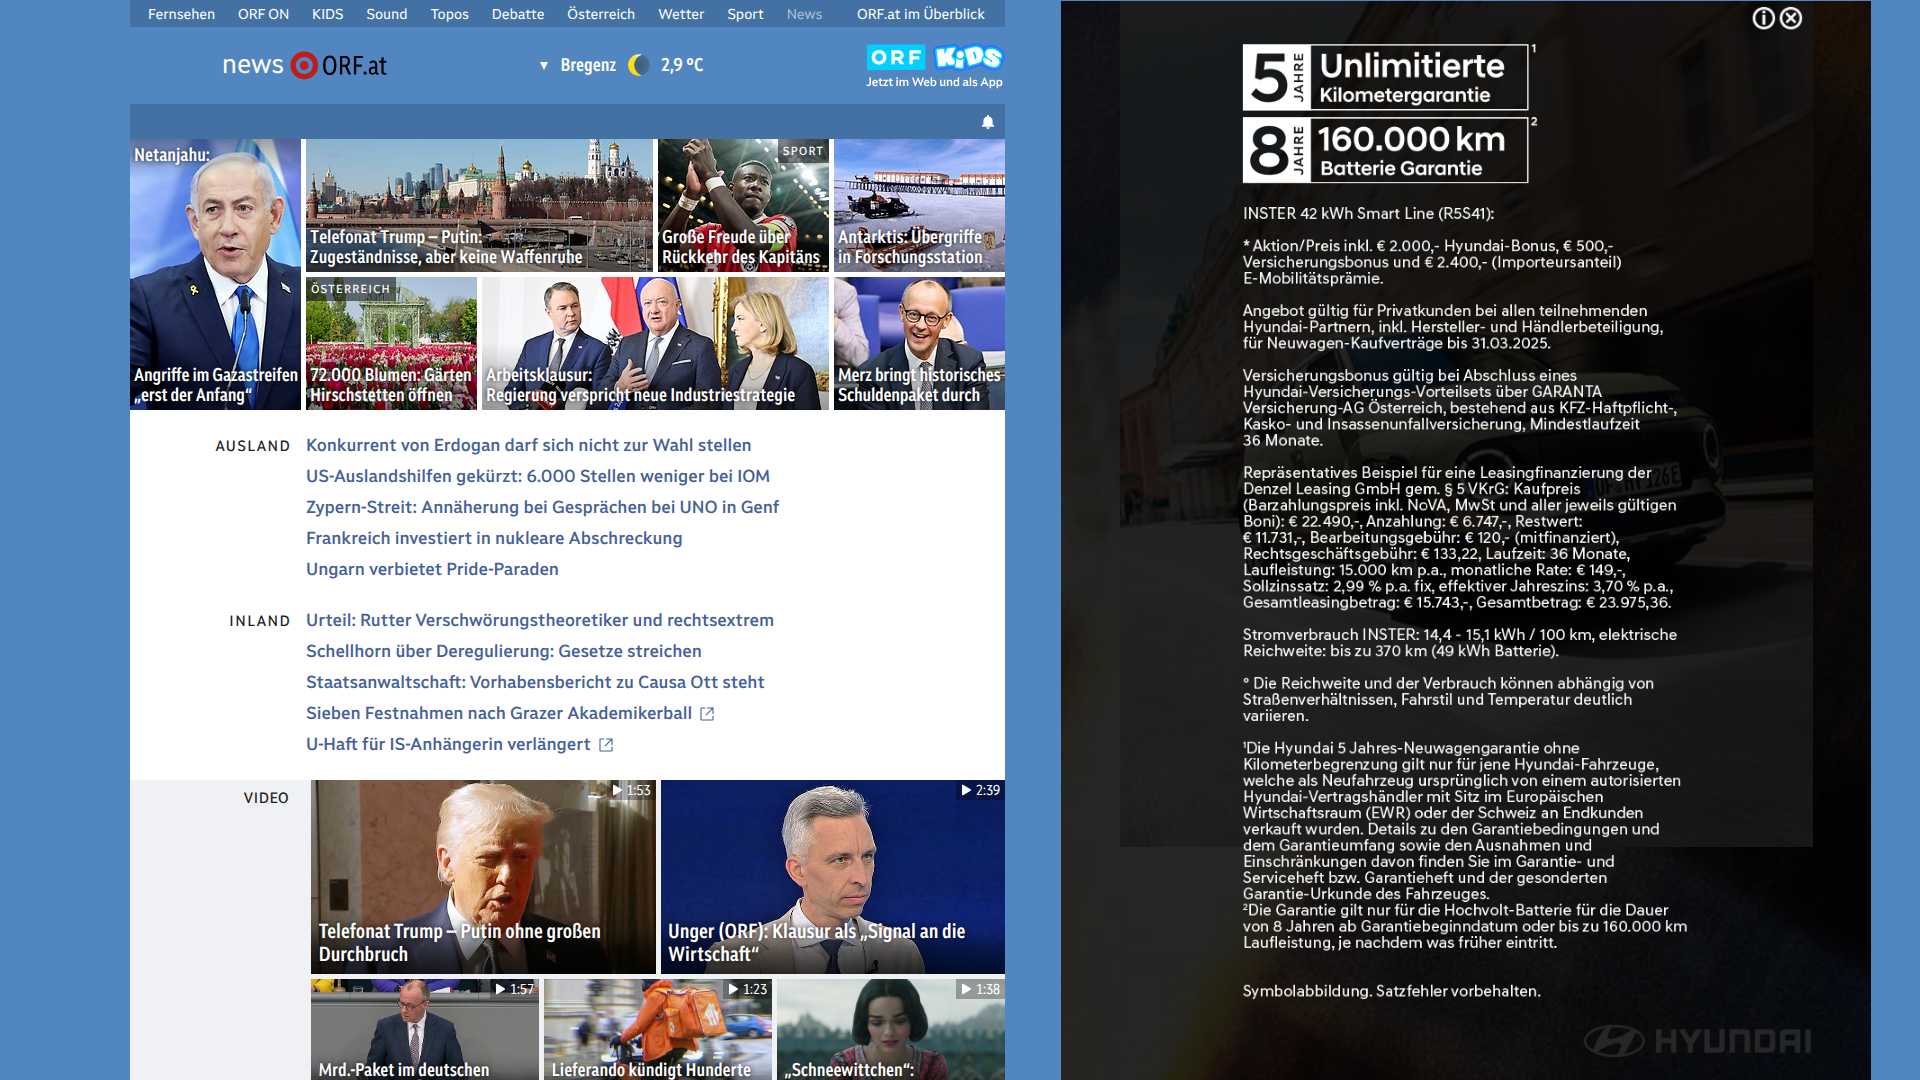 Fernsehen ORF ON KIDS Sound Topos Debatte Österreich Wetter Sport News ORF.at im Überblick
news ORF.at
Bregenz 2,9 °C
ORF KIDS
Jetzt im Web und als App
Netanjahu:
Angriffe im Gazastreifen
„erst der Anfang“
Telefonat Trump – Putin:
Zugeständnisse, aber keine Waffenruhe
SPORT
Große Freude über
Rückkehr des Kapitäns
Antarktis: Übergriffe
in Forschungsstation
ÖSTERREICH
72.000 Blumen: Gärten
Hirschstetten öffnen
Arbeitsklausur:
Regierung verspricht neue Industriestrategie
Merz bringt historisches
Schuldenpaket durch
AUSLAND
Konkurrent von Erdogan darf sich nicht zur Wahl stellen
US-Auslandshilfen gekürzt: 6.000 Stellen weniger bei IOM
Zypern-Streit: Annäherung bei Gesprächen bei UNO in Genf
Frankreich investiert in nukleare Abschreckung
Ungarn verbietet Pride-Paraden
INLAND
Urteil: Rutter Verschwörungstheoretiker und rechtsextrem
Schellhorn über Deregulierung: Gesetze streichen
Staatsanwaltschaft: Vorhabensbericht zu Causa Ott steht
Sieben Festnahmen nach Grazer Akademikerball
U-Haft für IS-Anhängerin verlängert
VIDEO
1:53
Telefonat Trump – Putin ohne großen
Durchbruch
2:39
Unger (ORF): Klausur als „Signal an die
Wirtschaft“
1:57
Mrd.-Paket im deutschen
1:23
Lieferando kündigt Hunderte
1:38
„Schneewittchen“:
5 JAHRE Unlimitierte Kilometergarantie 1
8 JAHRE 160.000 km Batterie Garantie 2
INSTER 42 kWh Smart Line (R5S41):
* Aktion/Preis inkl. € 2.000,- Hyundai-Bonus, € 500,-
Versicherungsbonus und € 2.400,- (Importeursanteil)
E-Mobilitätsprämie.
Angebot gültig für Privatkunden bei allen teilnehmenden
Hyundai-Partnern, inkl. Hersteller- und Händlerbeteiligung,
für Neuwagen-Kaufverträge bis 31.03.2025.
Versicherungsbonus gültig bei Abschluss eines
Hyundai-Versicherungs-Vorteilsets über GARANTA
Versicherung-AG Österreich, bestehend aus KFZ-Haftpflicht-,
Kasko- und Insassenunfallversicherung, Mindestlaufzeit
36 Monate.
Repräsentatives Beispiel für eine Leasingfinanzierung der
Denzel Leasing GmbH gem. § 5 VKrG: Kaufpreis
(Barzahlungspreis inkl. NoVA, MwSt und aller jeweils gültigen
Boni): € 22.490,-, Anzahlung: € 6.747,-, Restwert:
€ 11.731,-, Bearbeitungsgebühr: € 120,- (mitfinanziert),
Rechtsgeschäftsgebühr: € 133,22, Laufzeit: 36 Monate,
Laufleistung: 15.000 km p.a., monatliche Rate: € 149,-,
Sollzinssatz: 2,99 % p.a. fix, effektiver Jahreszins: 3,70 % p.a.,
Gesamtleasingbetrag: € 15.743,-, Gesamtbetrag: € 23.975,36.
Stromverbrauch INSTER: 14,4 - 15,1 kWh / 100 km, elektrische
Reichweite: bis zu 370 km (49 kWh Batterie).
° Die Reichweite und der Verbrauch können abhängig von
Straßenverhältnissen, Fahrstil und Temperatur deutlich
variieren.
¹Die Hyundai 5 Jahres-Neuwagengarantie ohne
Kilometerbegrenzung gilt nur für jene Hyundai-Fahrzeuge,
welche als Neufahrzeug ursprünglich von einem autorisierten
Hyundai-Vertragshändler mit Sitz im Europäischen
Wirtschaftsraum (EWR) oder der Schweiz an Endkunden
verkauft wurden. Details zu den Garantiebedingungen und
dem Garantieumfang sowie den Ausnahmen und
Einschränkungen davon finden Sie im Garantie- und
Serviceheft bzw. Garantieheft und der gesonderten
Garantie-Urkunde des Fahrzeuges.
²Die Garantie gilt nur für die Hochvolt-Batterie für die Dauer
von 8 Jahren ab Garantiebeginndatum oder bis zu 160.000 km
Laufleistung, je nachdem was früher eintritt.
Symbolabbildung. Satzfehler vorbehalten.
HYUNDAI